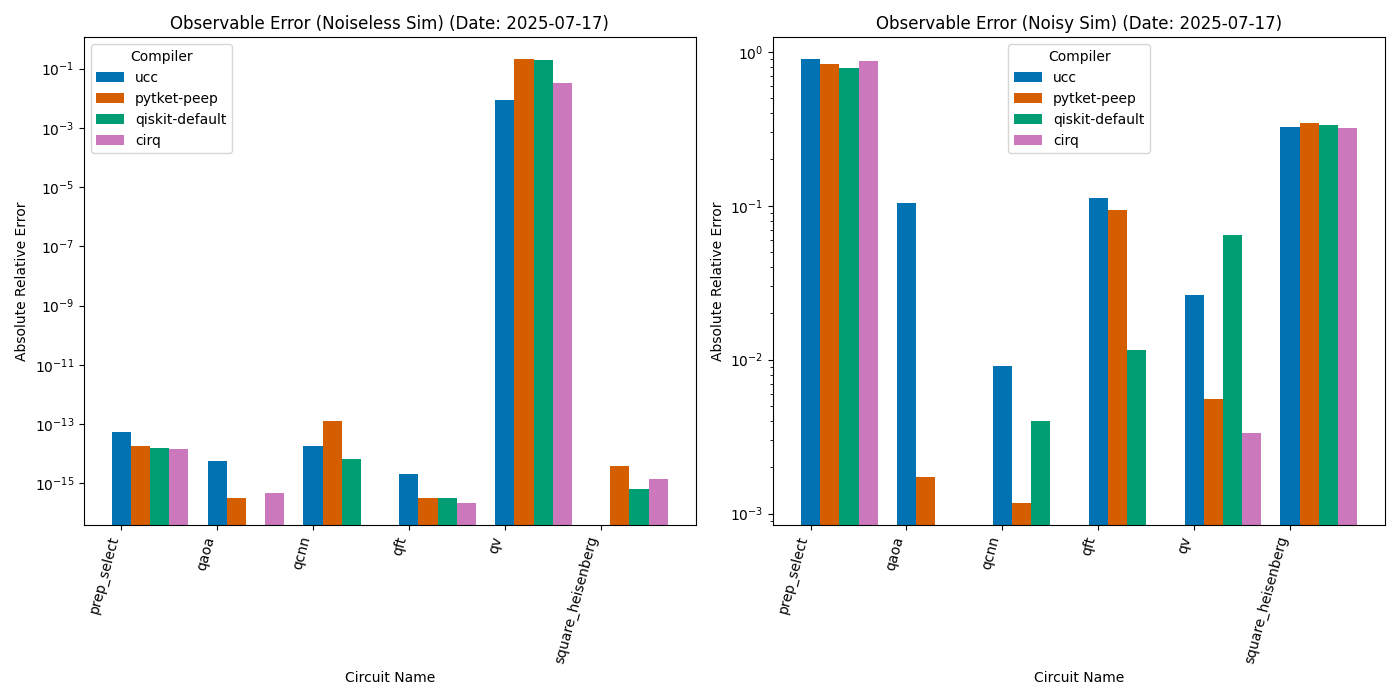 Observable Error (Noiseless Sim) (Date: 2025-07-17)
Absolute Relative Error
10⁻¹
10⁻³
10⁻⁵
10⁻⁷
10⁻⁹
10⁻¹¹
10⁻¹³
10⁻¹⁵
Compiler
ucc
pytket-peep
qiskit-default
cirq
prep_select
qaoa
qcnn
qft
qv
square_heisenberg
Circuit Name
Observable Error (Noisy Sim) (Date: 2025-07-17)
Absolute Relative Error
10⁰
10⁻¹
10⁻²
10⁻³
Compiler
ucc
pytket-peep
qiskit-default
cirq
prep_select
qaoa
qcnn
qft
qv
square_heisenberg
Circuit Name